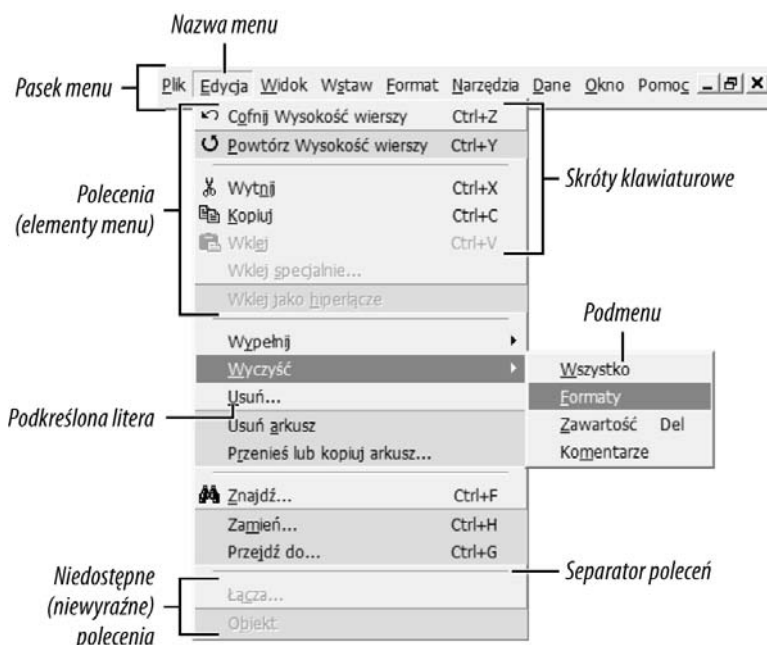 Nazwa menu
Pasek menu
Plik Edycja Widok Wstaw Format Narzędzia Dane Okno Pomoc
Cofnij Wysokość wierszy Ctrl+Z
Powtórz Wysokość wierszy Ctrl+Y
Wytnij Ctrl+X
Kopiuj Ctrl+C
Wklej Ctrl+V
Wklej specjalnie...
Wklej jako hiperłącze
Polecenia
(elementy menu)
Skróty klawiaturowe
Wypełnij
Wyczyść
Usuń...
Usuń arkusz
Przenieś lub kopiuj arkusz...
Podmenu
Wszystko
Formaty
Zawartość Del
Komentarze
Podkreślona litera
Znajdź... Ctrl+F
Zamień... Ctrl+H
Przejdź do... Ctrl+G
Separator poleceń
Łącza...
Obiekt
Niedostępne
(niewyraźne)
polecenia